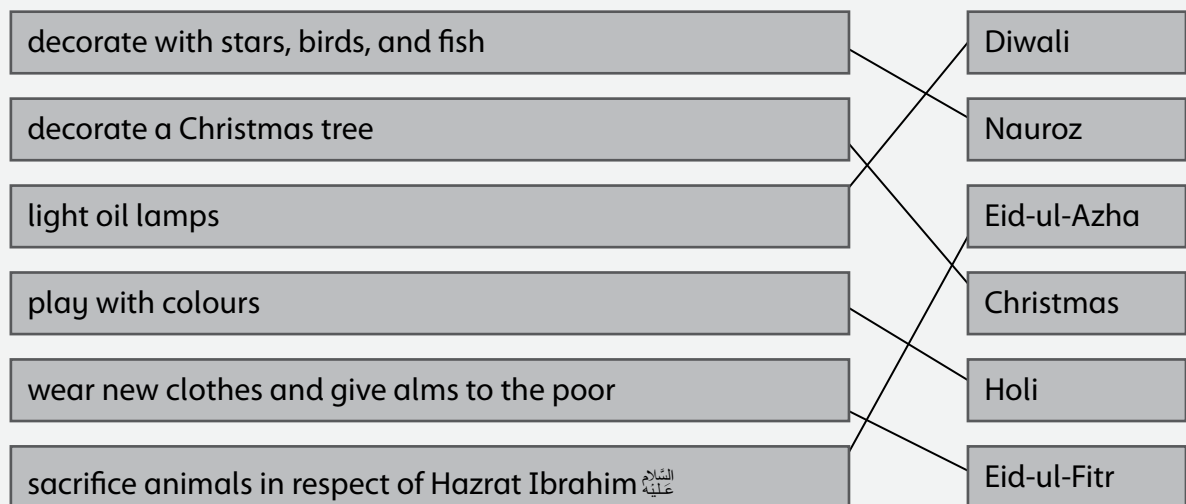 decorate with stars, birds, and fish
Diwali
decorate a Christmas tree
Nauroz
light oil lamps
Eid-ul-Azha
play with colours
Christmas
wear new clothes and give alms to the poor
Holi
sacrifice animals in respect of Hazrat Ibrahim عَلَيْهِ السَّلَام
Eid-ul-Fitr